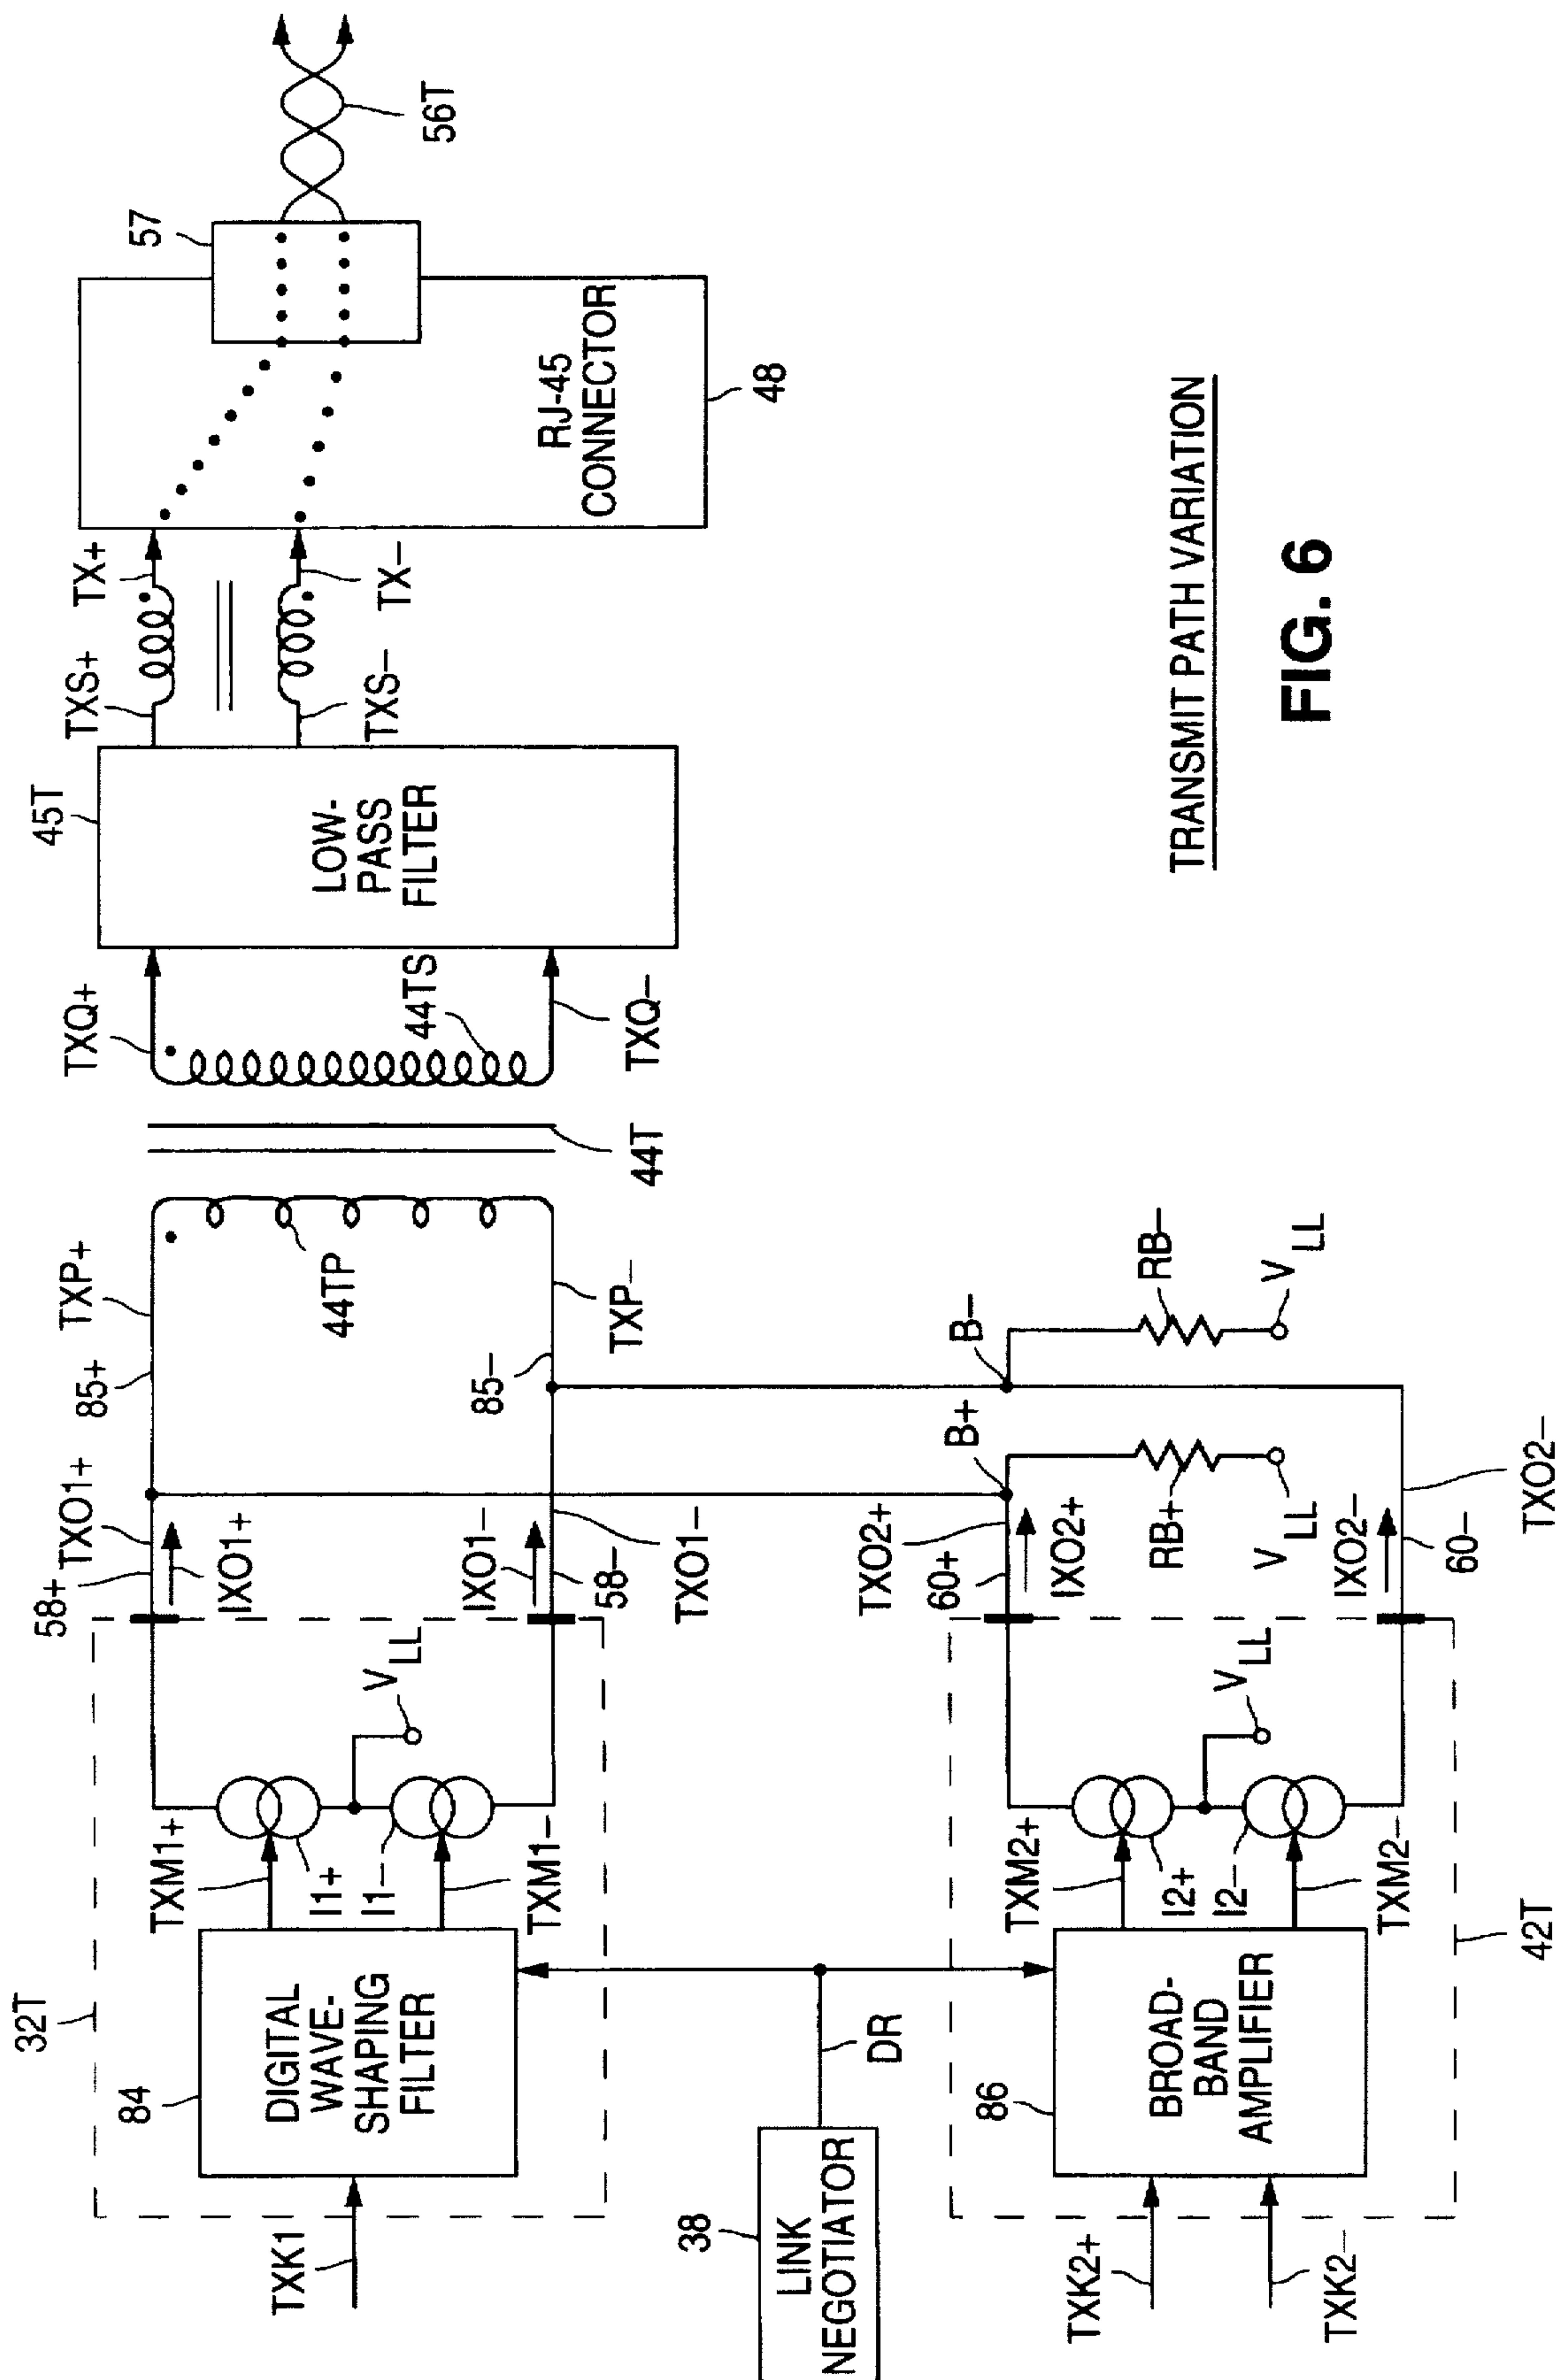 32T
84
DIGITAL
WAVE-
SHAPING
FILTER
TXK1
TXM1+
I1+
I1−
TXM1−
V LL
58+
TXO1+
IXO1+
IXO1−
58−
TXO1−
85+
TXP+
85−
TXP−
44TP
44T
TXQ+
44TS
TXQ−
45T
LOW-
PASS
FILTER
TXS+
TXS−
TX+
TX−
57
RJ-45
CONNECTOR
48
56T
38
LINK
NEGOTIATOR
DR
86
BROAD-
BAND
AMPLIFIER
TXK2+
TXK2−
TXM2+
I2+
I2−
TXM2−
V LL
42T
60+
TXO2+
IXO2+
IXO2−
60−
TXO2−
B+
RB+
V LL
B−
RB−
V LL
TRANSMIT PATH VARIATION
FIG. 6